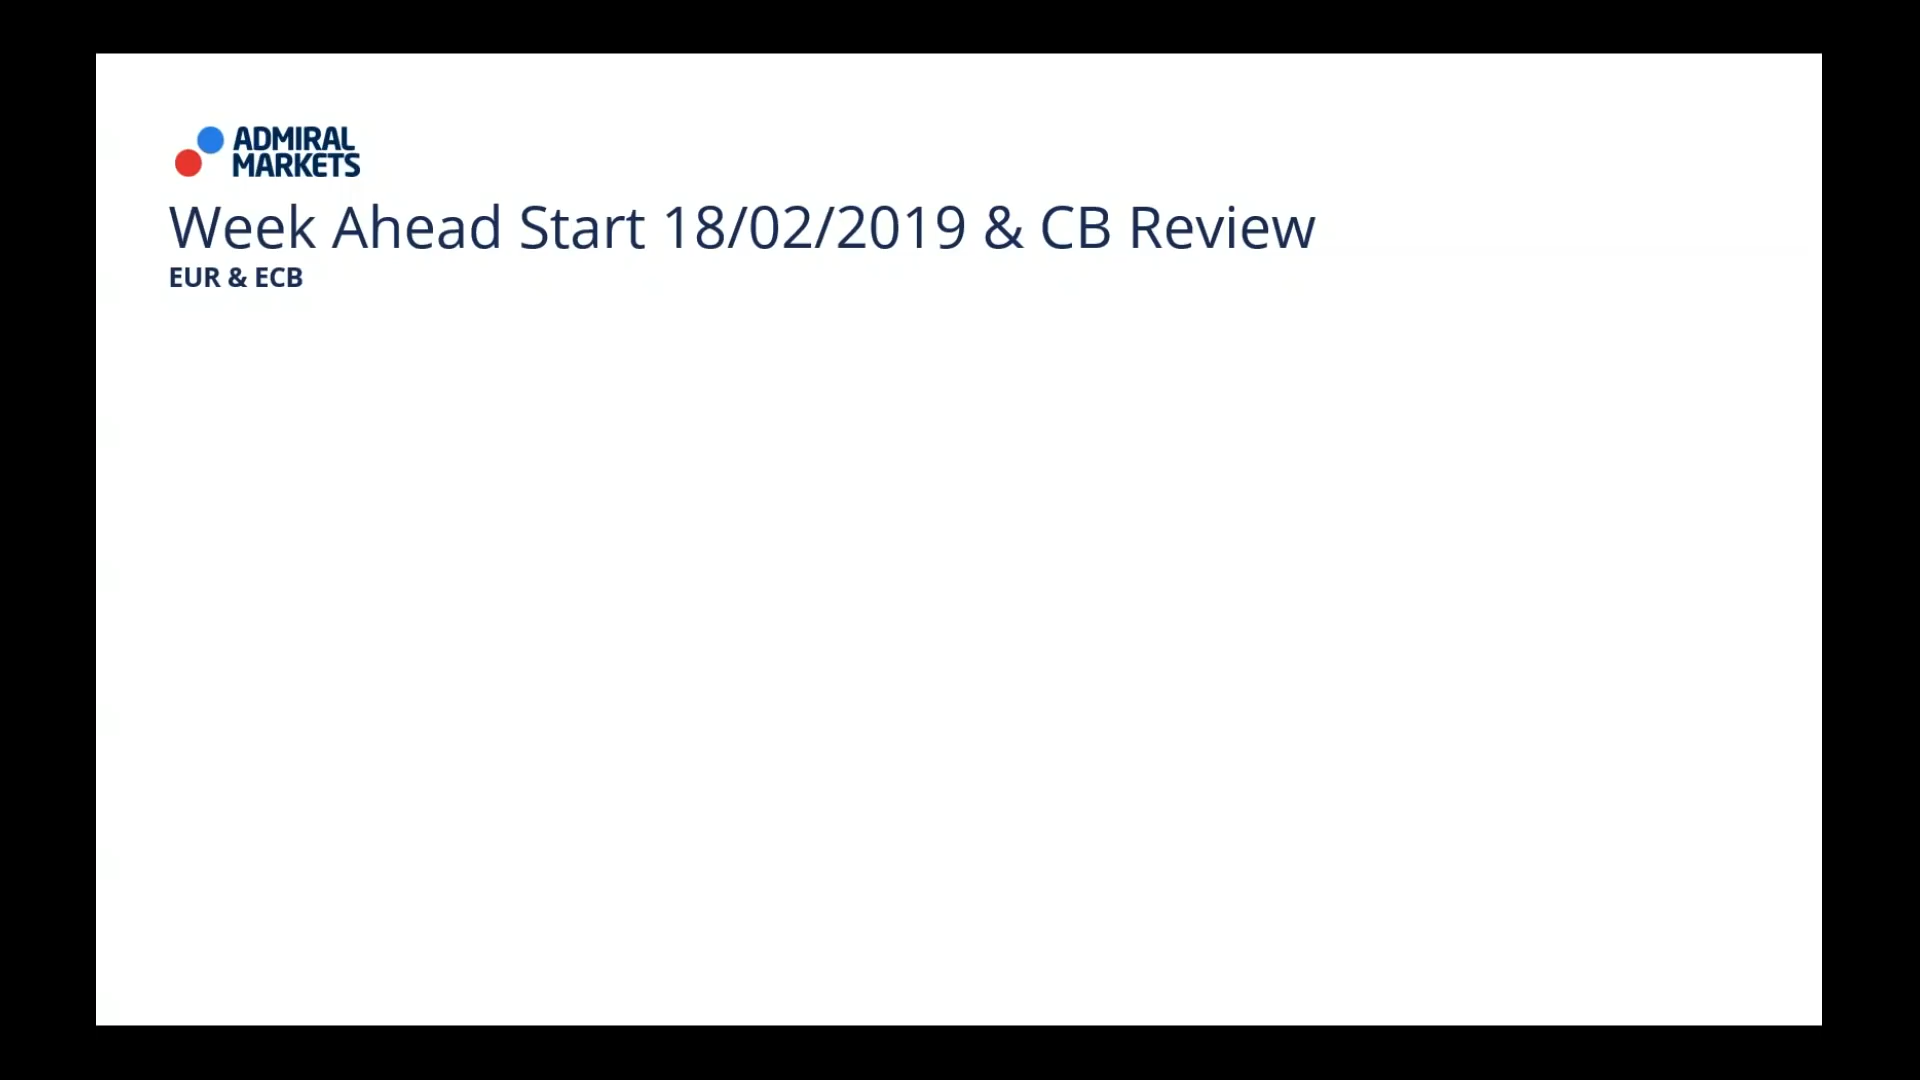 ADMIRAL
MARKETS
Week Ahead Start 18/02/2019 & CB Review
EUR & ECB